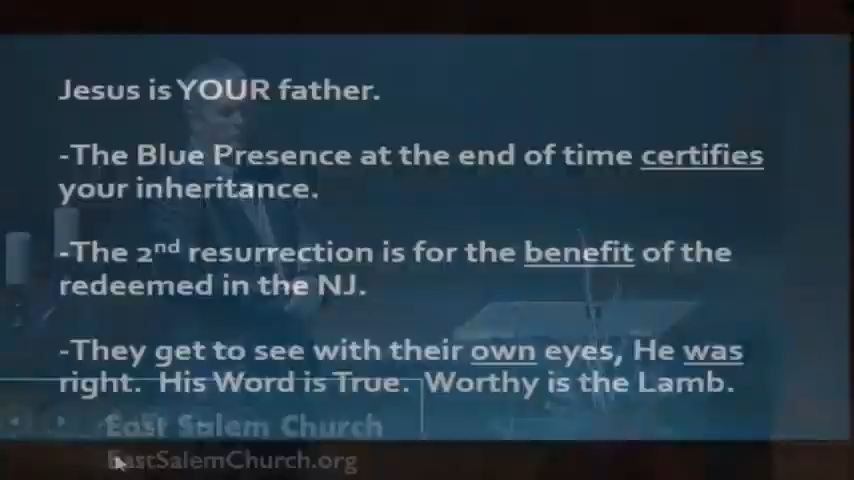 Jesus is YOUR father.
-The Blue Presence at the end of time certifies
your inheritance.
-The 2nd resurrection is for the benefit of the
redeemed in the NJ.
-They get to see with their own eyes, He was
right. His Word is True. Worthy is the Lamb.
East Salem Church
EastSalemChurch.org